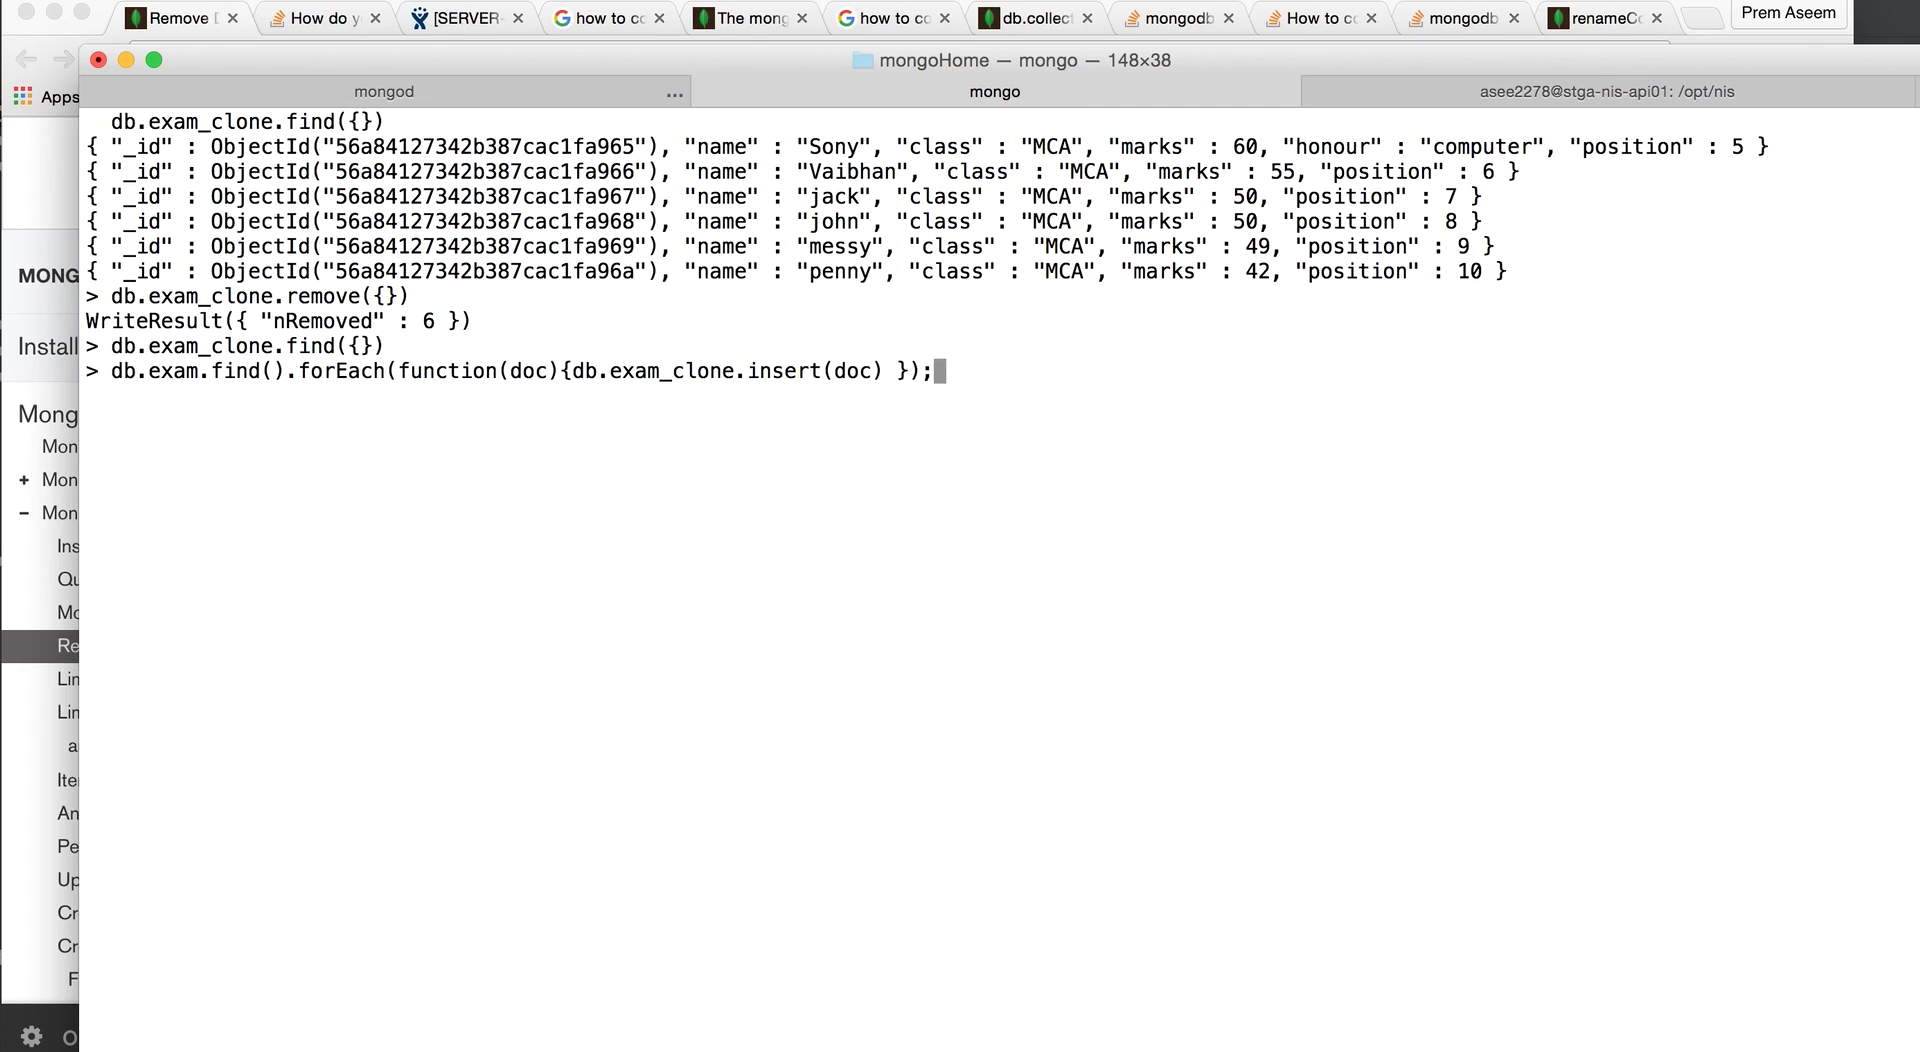 Remove D
How do y
[SERVER-
how to co
The mong
how to co
db.collect
mongodb
How to co
mongodb
renameCo
Prem Aseem
mongoHome — mongo — 148×38
Apps
mongod ...
mongo
asee2278@stga-nis-api01: /opt/nis
db.exam_clone.find({})
{ "_id" : ObjectId("56a84127342b387cac1fa965"), "name" : "Sony", "class" : "MCA", "marks" : 60, "honour" : "computer", "position" : 5 }
{ "_id" : ObjectId("56a84127342b387cac1fa966"), "name" : "Vaibhan", "class" : "MCA", "marks" : 55, "position" : 6 }
{ "_id" : ObjectId("56a84127342b387cac1fa967"), "name" : "jack", "class" : "MCA", "marks" : 50, "position" : 7 }
{ "_id" : ObjectId("56a84127342b387cac1fa968"), "name" : "john", "class" : "MCA", "marks" : 50, "position" : 8 }
{ "_id" : ObjectId("56a84127342b387cac1fa969"), "name" : "messy", "class" : "MCA", "marks" : 49, "position" : 9 }
{ "_id" : ObjectId("56a84127342b387cac1fa96a"), "name" : "penny", "class" : "MCA", "marks" : 42, "position" : 10 }
> db.exam_clone.remove({})
WriteResult({ "nRemoved" : 6 })
> db.exam_clone.find({})
> db.exam.find().forEach(function(doc){db.exam_clone.insert(doc) });
MONG
Install
Mong
Mon
+ Mon
− Mon
Ins
Qu
Mo
Re
Lim
Lim
a
Ite
An
Pe
Up
Cr
Cr
F
O